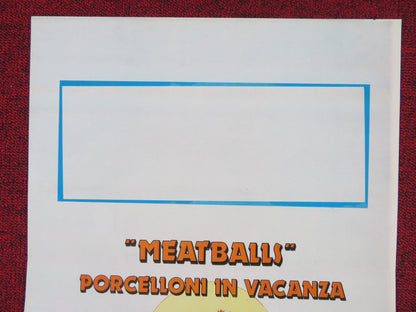 "MEATBALLS"
PORCELLONI IN VACANZA